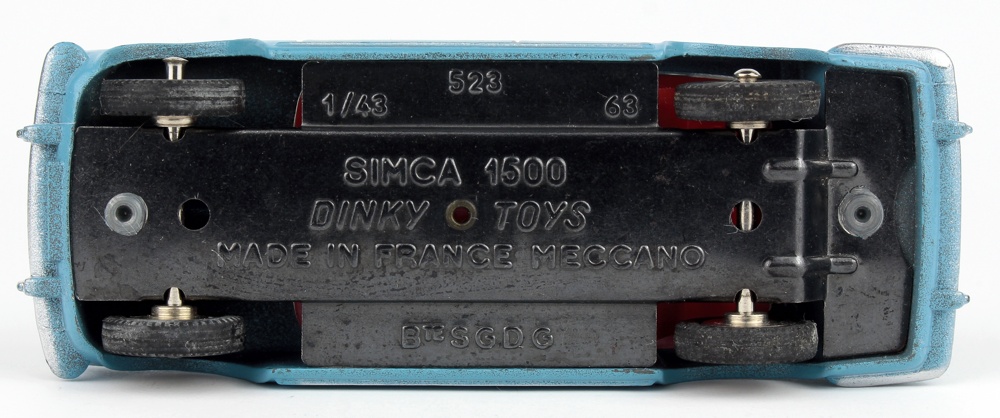 523
1/43 63
SIMCA 1500
DINKY TOYS
MADE IN FRANCE MECCANO
BTE SGDG